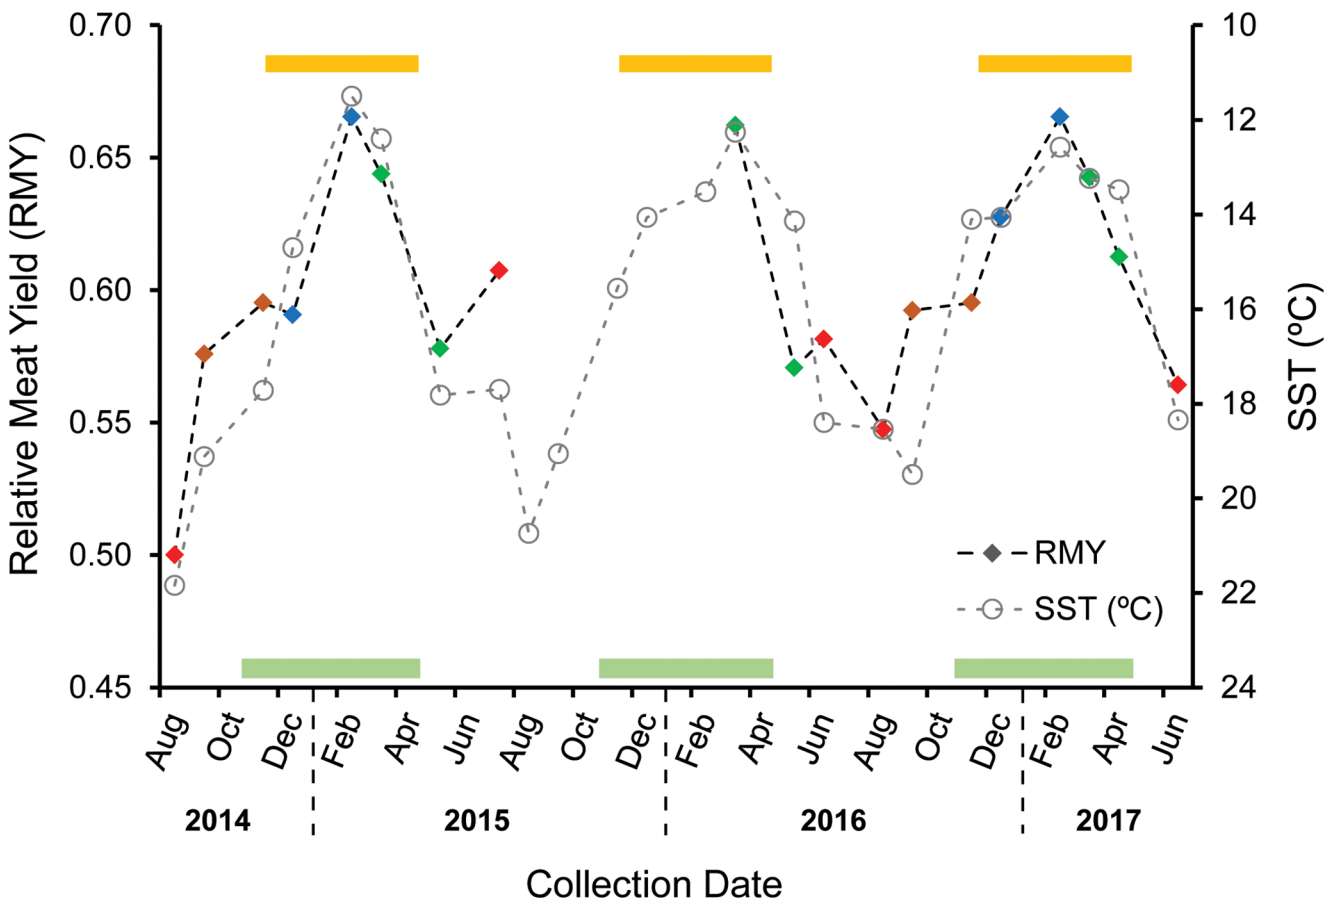 0.70
0.65
0.60
0.55
0.50
0.45
Relative Meat Yield (RMY)
10
12
14
16
18
20
22
24
SST (ºC)
RMY
SST (ºC)
Aug Oct Dec Feb Apr Jun Aug Oct Dec Feb Apr Jun Aug Oct Dec Feb Apr Jun
2014 2015 2016 2017
Collection Date